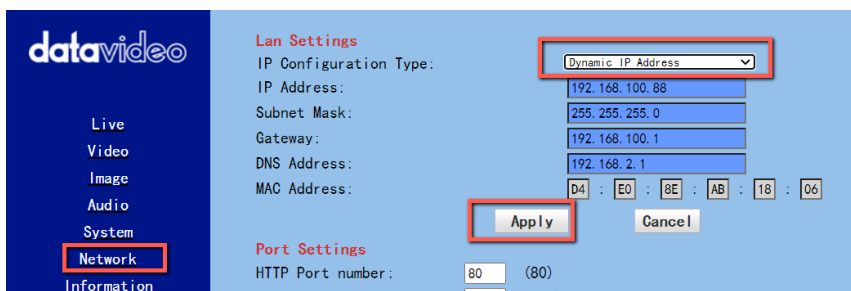 datavideo
Live
Video
Image
Audio
System
Network
Information
Lan Settings
IP Configuration Type: Dynamic IP Address
IP Address: 192.168.100.88
Subnet Mask: 255.255.255.0
Gateway: 192.168.100.1
DNS Address: 192.168.2.1
MAC Address: D4 : E0 : 8E : AB : 18 : 06
Apply Cancel
Port Settings
HTTP Port number: 80 (80)